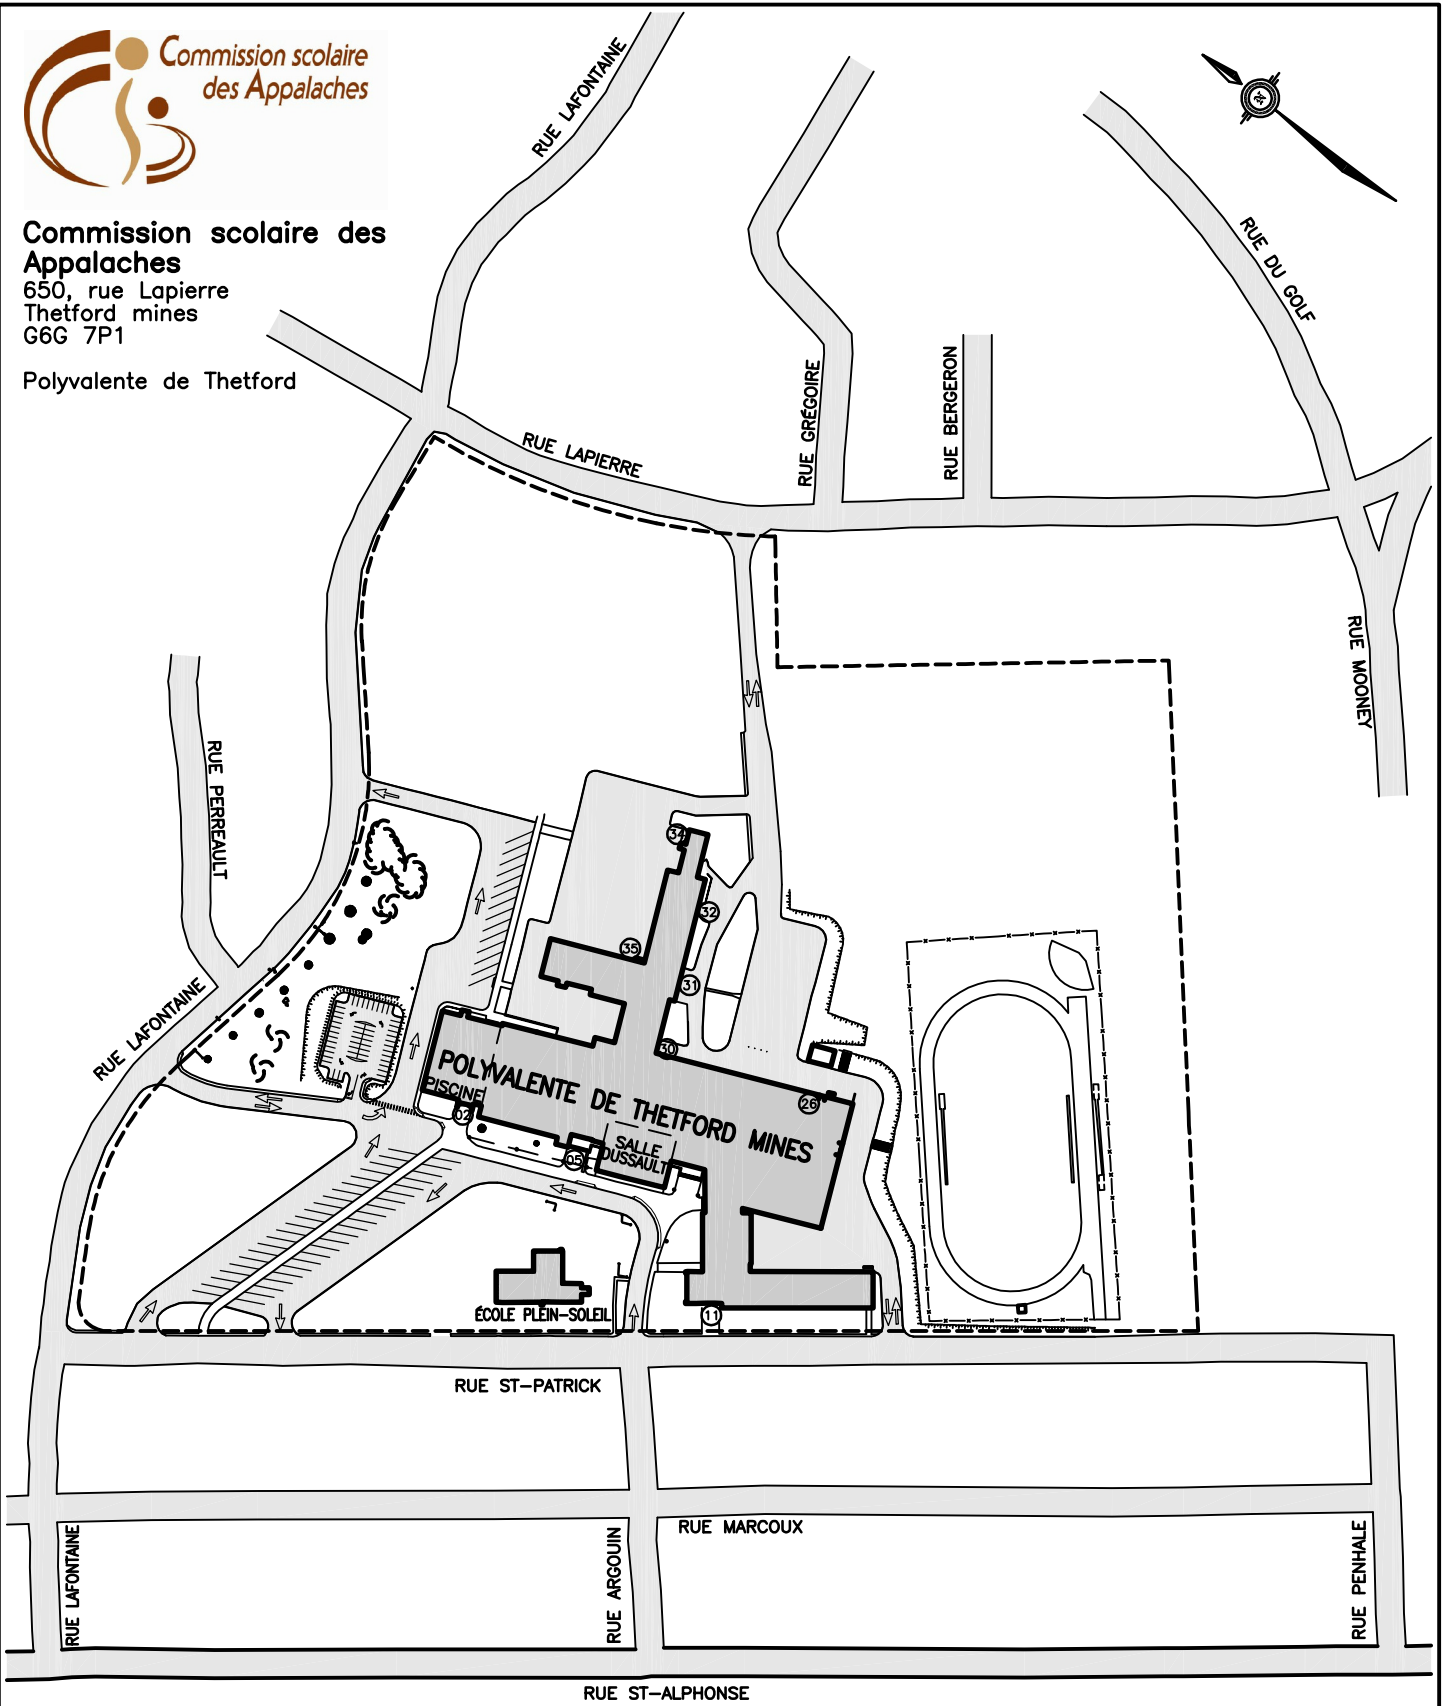 Commission scolaire
des Appalaches
Commission scolaire des
Appalaches
650, rue Lapierre
Thetford mines
G6G 7P1
Polyvalente de Thetford
RUE LAFONTAINE
N
RUE DU GOLF
RUE GRÉGOIRE
RUE BERGERON
RUE LAPIERRE
RUE MOONEY
RUE PERREAULT
34
32
35
31
RUE LAFONTAINE
30
POLYVALENTE DE THETFORD MINES
PISCINE
02
26
SALLE
DUSSAULT
05
ÉCOLE PLEIN-SOLEIL
11
RUE ST-PATRICK
RUE MARCOUX
RUE LAFONTAINE
RUE ARGOUIN
RUE PENHALE
RUE ST-ALPHONSE